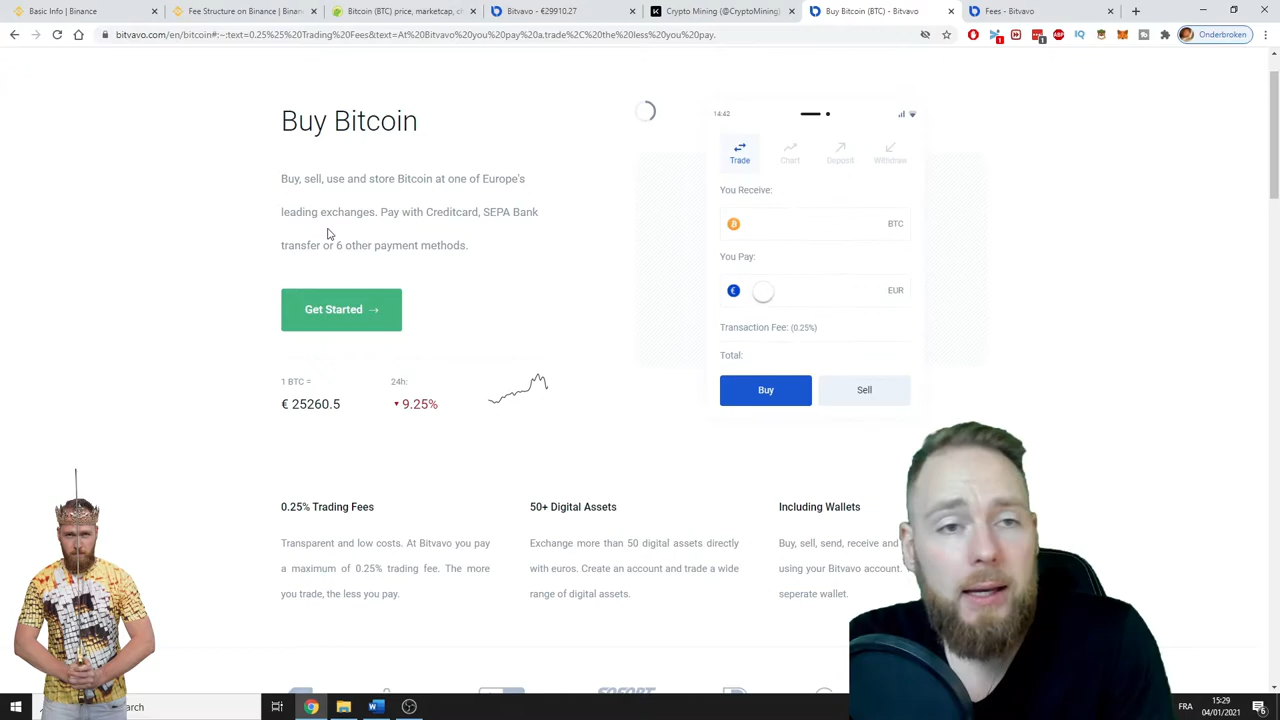 Fee Structure on Binance
Bitcoin (BTC) price, marketcap, ch
Bitvavo - €29910.27
Crypto Mining (@CryptoMining
Buy Bitcoin (BTC) - Bitvavo
Fees - Bitvavo
bitvavo.com/en/bitcoin#:~:text=0.25%25%20Trading%20Fees&text=At%20Bitvavo%20you%20pay%20a,trade%2C%20the%20less%20you%20pay.
Onderbroken
Buy Bitcoin
Buy, sell, use and store Bitcoin at one of Europe's
leading exchanges. Pay with Creditcard, SEPA Bank
transfer or 6 other payment methods.
Get Started →
1 BTC =
24h:
€ 25260.5
9.25%
14:42
Trade
Chart
Deposit
Withdraw
You Receive:
BTC
You Pay:
€
EUR
Transaction Fee: (0.25%)
Total:
Buy
Sell
0.25% Trading Fees
Transparent and low costs. At Bitvavo you pay
a maximum of 0.25% trading fee. The more
you trade, the less you pay.
50+ Digital Assets
Exchange more than 50 digital assets directly
with euros. Create an account and trade a wide
range of digital assets.
Including Wallets
Buy, sell, send, receive and
using your Bitvavo account.
seperate wallet.
SOFORT
arch
FRA
15:29
04/01/2021